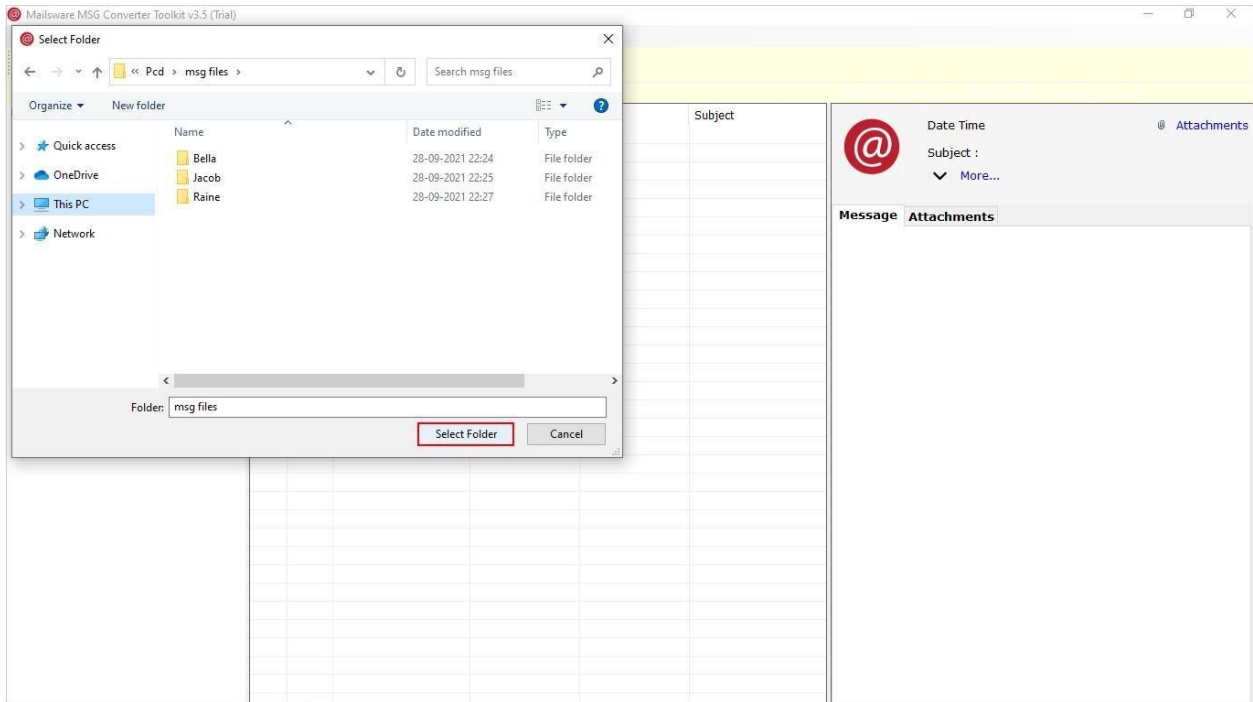 Mailsware MSG Converter Toolkit v3.5 (Trial)
Select Folder
« Pcd › msg files ›
Search msg files
Organize New folder
Name Date modified Type
Quick access
OneDrive
This PC
Network
Bella 28-09-2021 22:24 File folder
Jacob 28-09-2021 22:25 File folder
Raine 28-09-2021 22:27 File folder
Folder: msg files
Select Folder Cancel
Subject
Date Time Attachments
Subject :
More...
Message Attachments